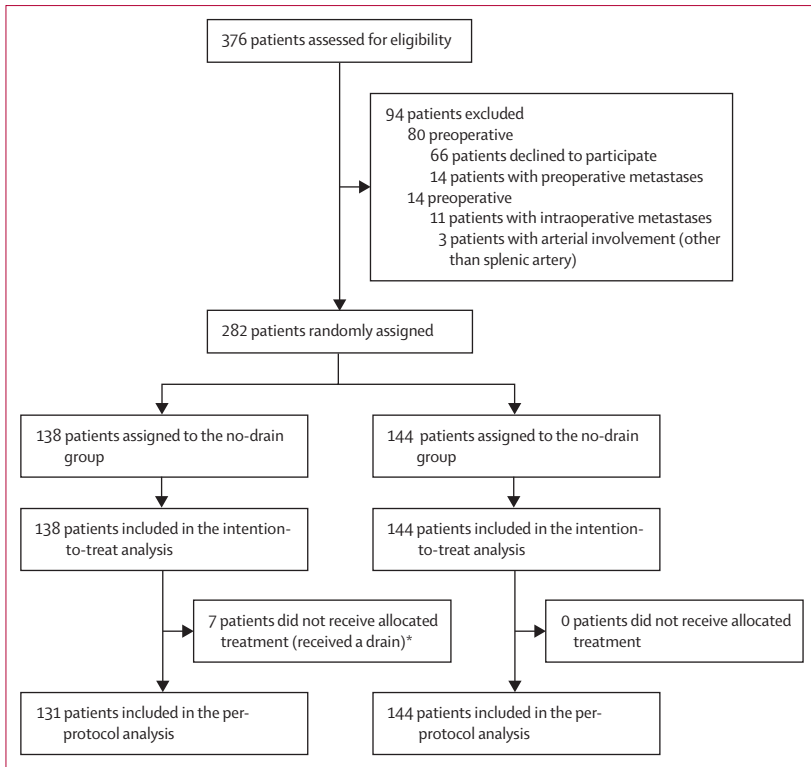 376 patients assessed for eligibility
94 patients excluded
80 preoperative
66 patients declined to participate
14 patients with preoperative metastases
14 preoperative
11 patients with intraoperative metastases
3 patients with arterial involvement (other
than splenic artery)
282 patients randomly assigned
138 patients assigned to the no-drain
group
144 patients assigned to the no-drain
group
138 patients included in the intention-
to-treat analysis
144 patients included in the intention-
to-treat analysis
7 patients did not receive allocated
treatment (received a drain)*
0 patients did not receive allocated
treatment
131 patients included in the per-
protocol analysis
144 patients included in the per-
protocol analysis